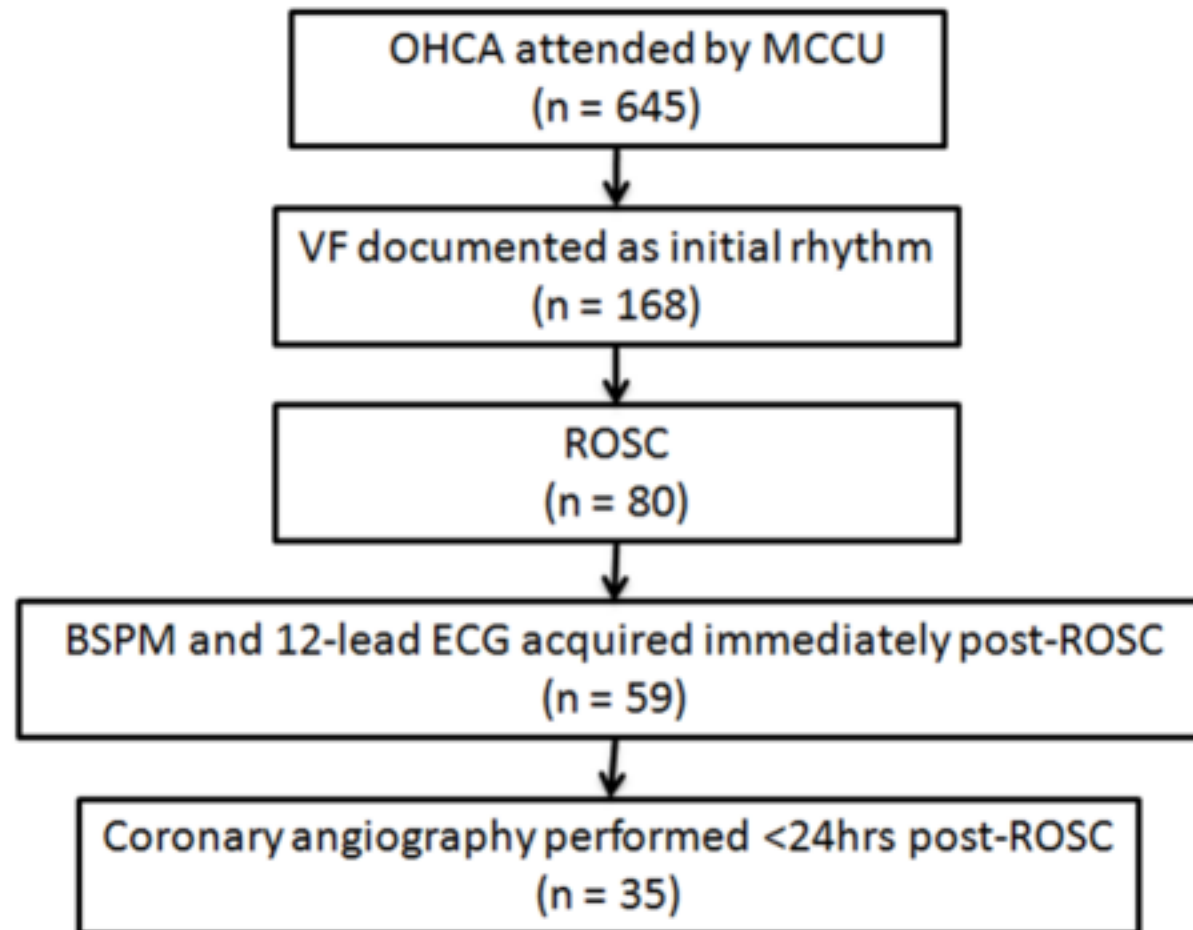 OHCA attended by MCCU
(n = 645)
VF documented as initial rhythm
(n = 168)
ROSC
(n = 80)
BSPM and 12-lead ECG acquired immediately post-ROSC
(n = 59)
Coronary angiography performed <24hrs post-ROSC
(n = 35)